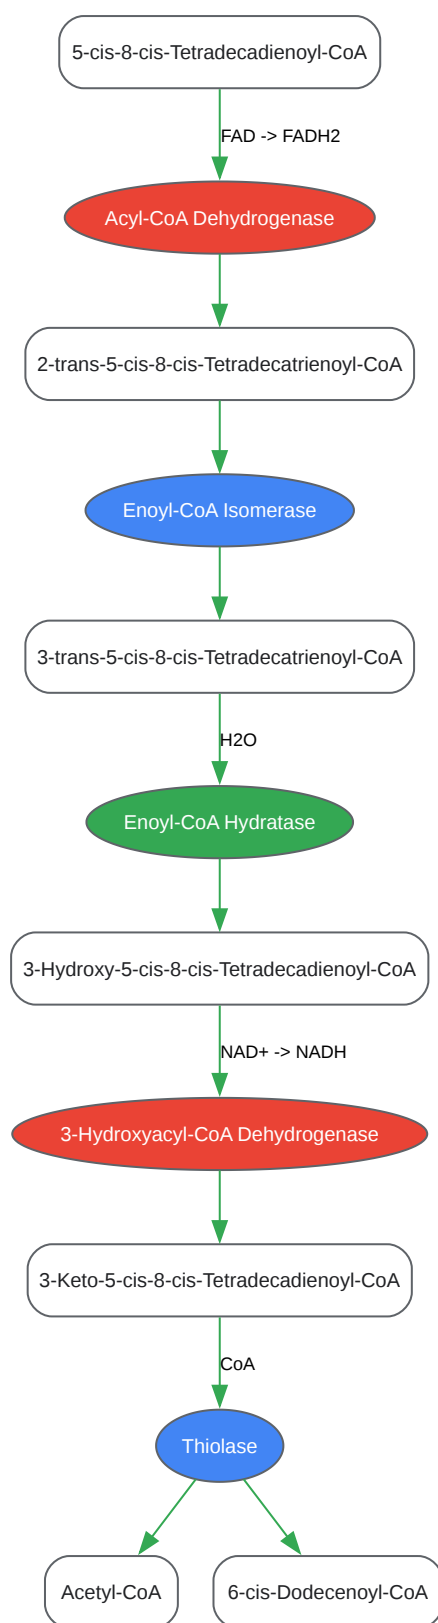 5-cis-8-cis-Tetradecadienoyl-CoA
FAD -> FADH2
Acyl-CoA Dehydrogenase
2-trans-5-cis-8-cis-Tetradecatrienoyl-CoA
Enoyl-CoA Isomerase
3-trans-5-cis-8-cis-Tetradecatrienoyl-CoA
H2O
Enoyl-CoA Hydratase
3-Hydroxy-5-cis-8-cis-Tetradecadienoyl-CoA
NAD+ -> NADH
3-Hydroxyacyl-CoA Dehydrogenase
3-Keto-5-cis-8-cis-Tetradecadienoyl-CoA
CoA
Thiolase
Acetyl-CoA
6-cis-Dodecenoyl-CoA